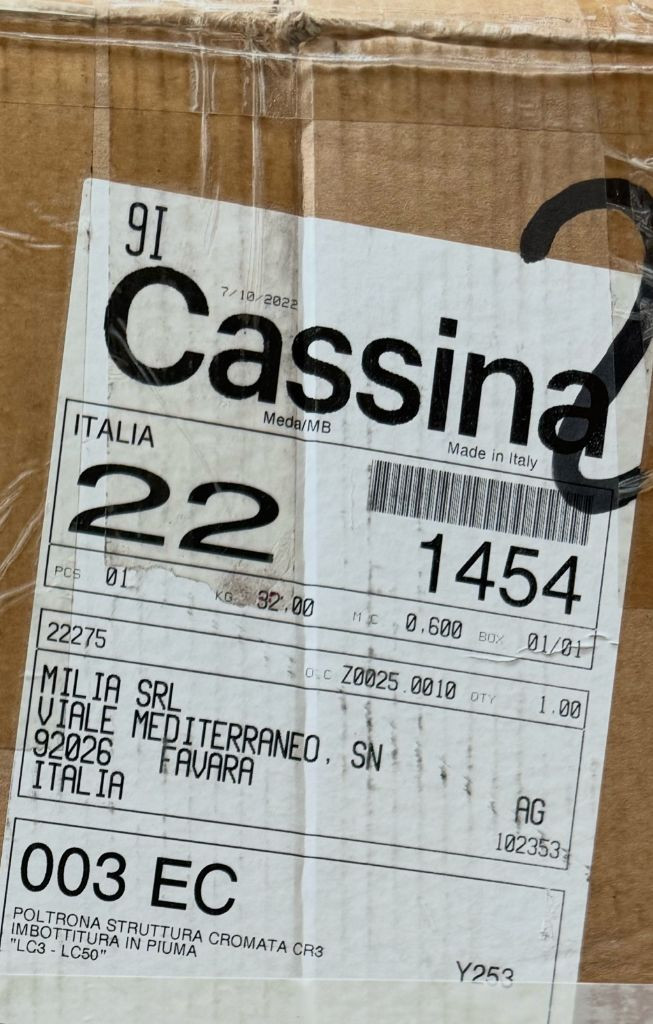 9I
7/10/2022
Cassina
Meda/MB
Made in Italy
ITALIA
22
1454
PCS 01 KG. 32,00 M.C 0,600 BOX 01/01
22275
O.C Z0025.0010 QTY 1.00
MILIA SRL
VIALE MEDITERRANEO, SN
92026 FAVARA
ITALIA
AG
102353
003 EC
POLTRONA STRUTTURA CROMATA CR3
IMBOTTITURA IN PIUMA
"LC3 - LC50"
Y253
2